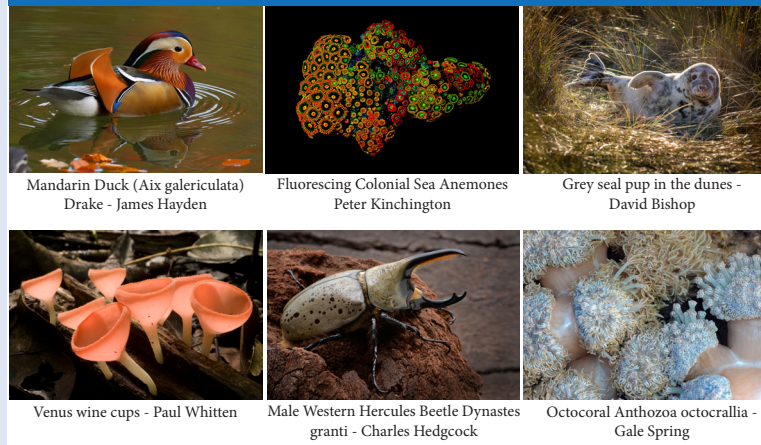 Mandarin Duck (Aix galericulata)
Drake - James Hayden
Fluorescing Colonial Sea Anemones
Peter Kinchington
Grey seal pup in the dunes -
David Bishop
Venus wine cups - Paul Whitten
Male Western Hercules Beetle Dynastes
granti - Charles Hedgcock
Octocoral Anthozoa octocrallia -
Gale Spring